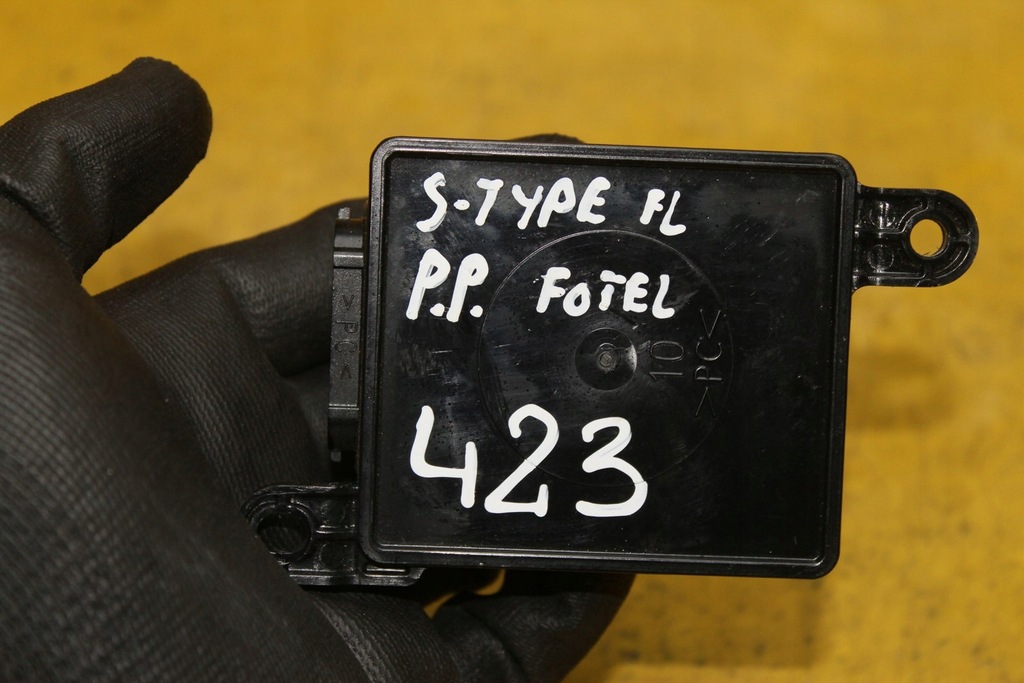 S-TYPE FL
P.P. FOTEL
423
10
>PC<
>PC<